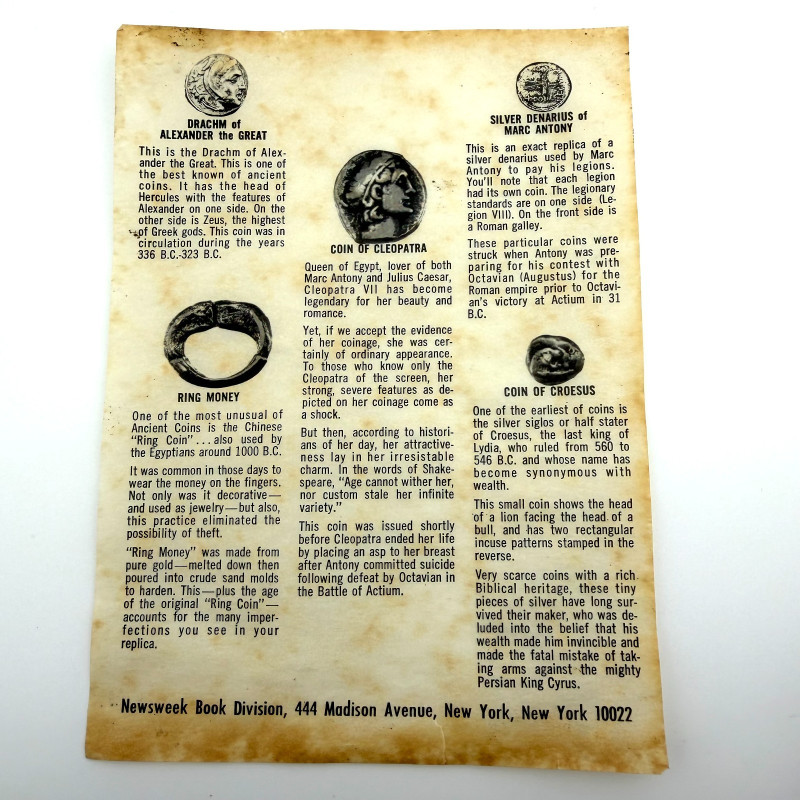 DRACHM of
ALEXANDER the GREAT
This is the Drachm of Alex-
ander the Great. This is one of
the best known of ancient
coins. It has the head of
Hercules with the features of
Alexander on one side. On the
other side is Zeus, the highest
of Greek gods. This coin was in
circulation during the years
336 B.C.-323 B.C.
RING MONEY
One of the most unusual of
Ancient Coins is the Chinese
"Ring Coin" ... also used by
the Egyptians around 1000 B.C.
It was common in those days to
wear the money on the fingers.
Not only was it decorative—
and used as jewelry—but also,
this practice eliminated the
possibility of theft.
"Ring Money" was made from
pure gold—melted down then
poured into crude sand molds
to harden. This—plus the age
of the original "Ring Coin"—
accounts for the many imper-
fections you see in your
replica.
COIN OF CLEOPATRA
Queen of Egypt, lover of both
Marc Antony and Julius Caesar,
Cleopatra VII has become
legendary for her beauty and
romance.
Yet, if we accept the evidence
of her coinage, she was cer-
tainly of ordinary appearance.
To those who know only the
Cleopatra of the screen, her
strong, severe features as de-
picted on her coinage come as
a shock.
But then, according to histori-
ans of her day, her attractive-
ness lay in her irresistable
charm. In the words of Shake-
speare, "Age cannot wither her,
nor custom stale her infinite
variety."
This coin was issued shortly
before Cleopatra ended her life
by placing an asp to her breast
after Antony committed suicide
following defeat by Octavian in
the Battle of Actium.
SILVER DENARIUS of
MARC ANTONY
This is an exact replica of a
silver denarius used by Marc
Antony to pay his legions.
You'll note that each legion
had its own coin. The legionary
standards are on one side (Le-
gion VIII). On the front side is
a Roman galley.
These particular coins were
struck when Antony was pre-
paring for his contest with
Octavian (Augustus) for the
Roman empire prior to Octavi-
an's victory at Actium in 31
B.C.
COIN OF CROESUS
One of the earliest of coins is
the silver siglos or half stater
of Croesus, the last king of
Lydia, who ruled from 560 to
546 B.C. and whose name has
become synonymous with
wealth.
This small coin shows the head
of a lion facing the head of a
bull, and has two rectangular
incuse patterns stamped in the
reverse.
Very scarce coins with a rich
Biblical heritage, these tiny
pieces of silver have long sur-
vived their maker, who was de-
luded into the belief that his
wealth made him invincible and
made the fatal mistake of tak-
ing arms against the mighty
Persian King Cyrus.
Newsweek Book Division, 444 Madison Avenue, New York, New York 10022